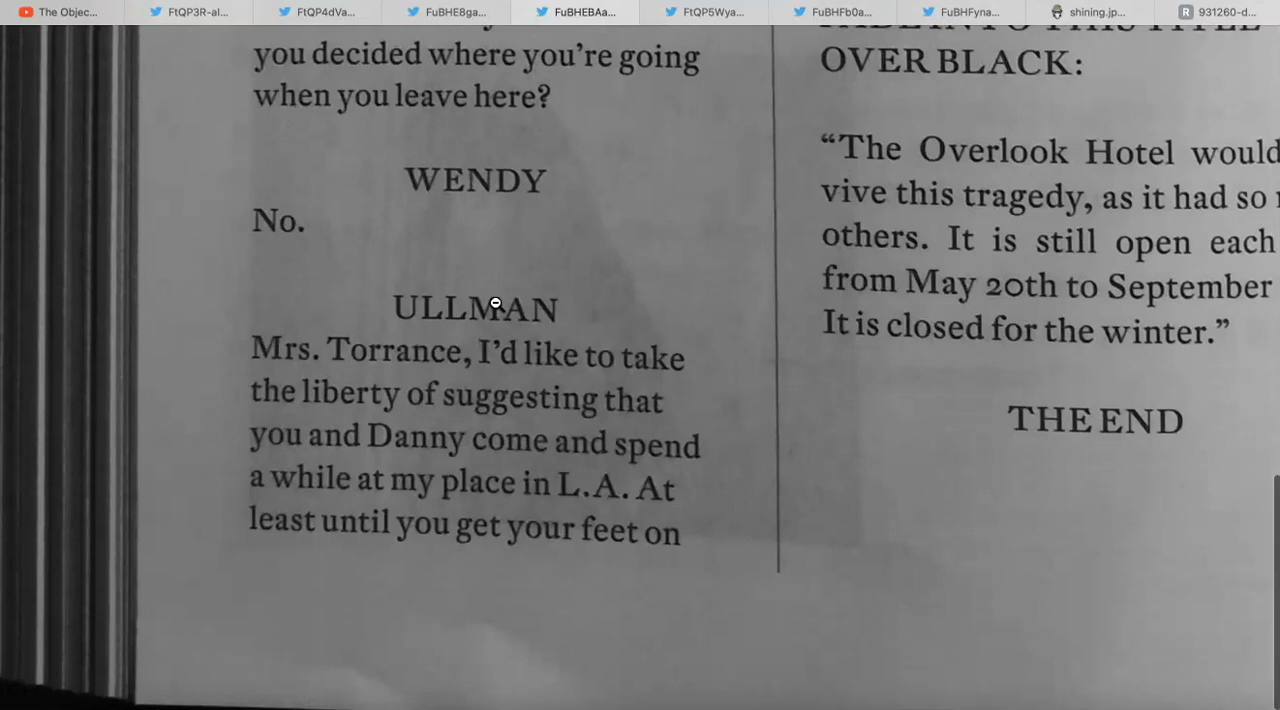 The Objec...
FtQP3R-al...
FtQP4dVa...
FuBHE8ga...
FuBHEBAa...
FtQP5Wya...
FuBHFb0a...
FuBHFyna...
shining.jp...
931260-d...
you decided where you're going
when you leave here?
WENDY
No.
ULLMAN
Mrs. Torrance, I'd like to take
the liberty of suggesting that
you and Danny come and spend
a while at my place in L.A. At
least until you get your feet on
OVER BLACK:
“The Overlook Hotel would
vive this tragedy, as it had so
others. It is still open each
from May 20th to September
It is closed for the winter.”
THE END